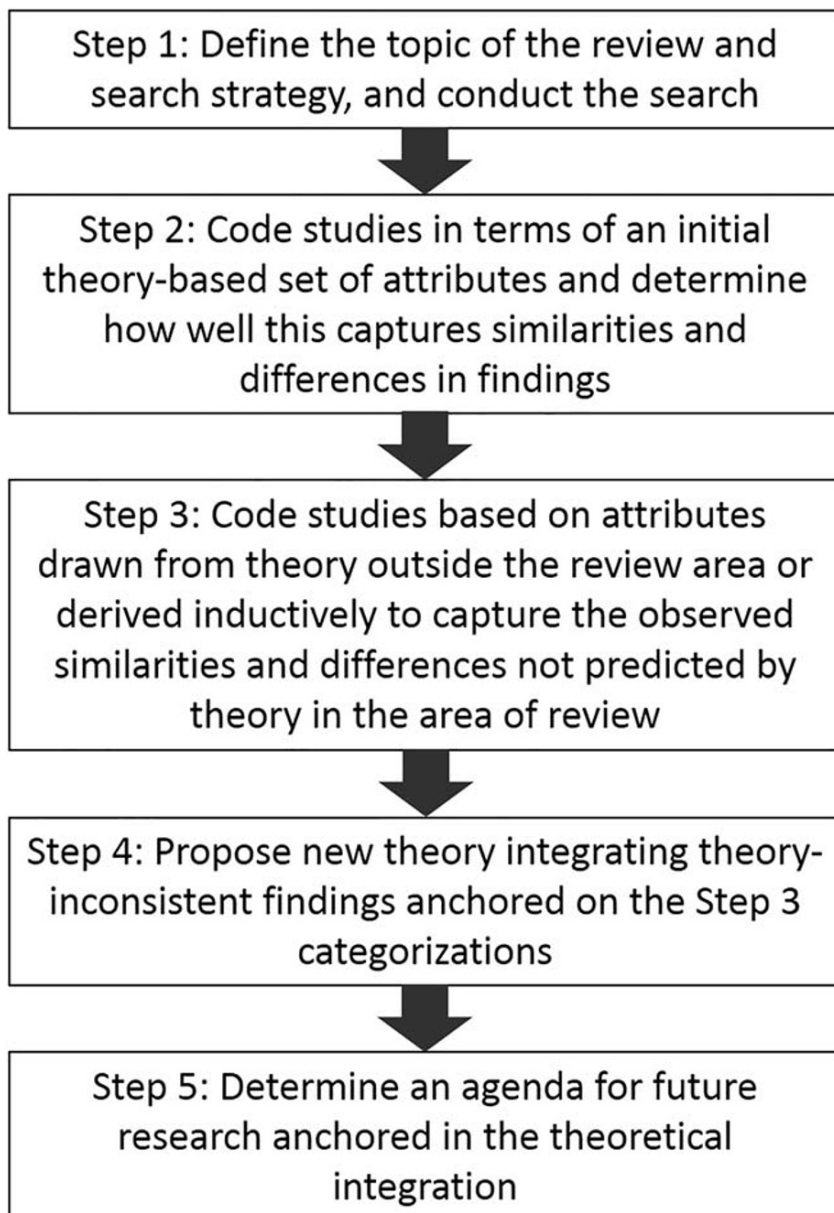 Step 1: Define the topic of the review and
search strategy, and conduct the search
Step 2: Code studies in terms of an initial
theory-based set of attributes and determine
how well this captures similarities and
differences in findings
Step 3: Code studies based on attributes
drawn from theory outside the review area or
derived inductively to capture the observed
similarities and differences not predicted by
theory in the area of review
Step 4: Propose new theory integrating theory-
inconsistent findings anchored on the Step 3
categorizations
Step 5: Determine an agenda for future
research anchored in the theoretical
integration